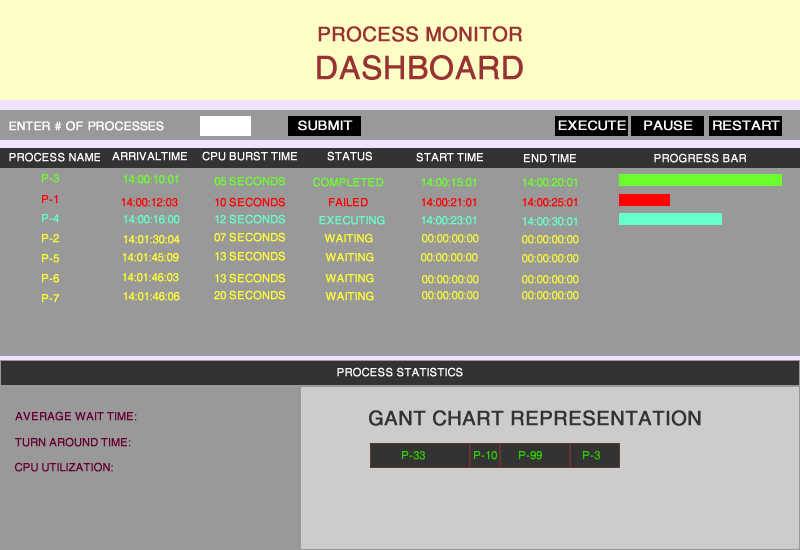 PROCESS MONITOR
DASHBOARD
ENTER # OF PROCESSES SUBMIT EXECUTE PAUSE RESTART
PROCESS NAME ARRIVALTIME CPU BURST TIME STATUS START TIME END TIME PROGRESS BAR
P-3 14:00:10:01 05 SECONDS COMPLETED 14:00:15:01 14:00:20:01
P-1 14:00:12:03 10 SECONDS FAILED 14:00:21:01 14:00:25:01
P-4 14:00:16:00 12 SECONDS EXECUTING 14:00:23:01 14:00:30:01
P-2 14:01:30:04 07 SECONDS WAITING 00:00:00:00 00:00:00:00
P-5 14:01:45:09 13 SECONDS WAITING 00:00:00:00 00:00:00:00
P-6 14:01:46:03 13 SECONDS WAITING 00:00:00:00 00:00:00:00
P-7 14:01:46:06 20 SECONDS WAITING 00:00:00:00 00:00:00:00
PROCESS STATISTICS
AVERAGE WAIT TIME:
TURN AROUND TIME:
CPU UTILIZATION:
GANT CHART REPRESENTATION
P-33 P-10 P-99 P-3